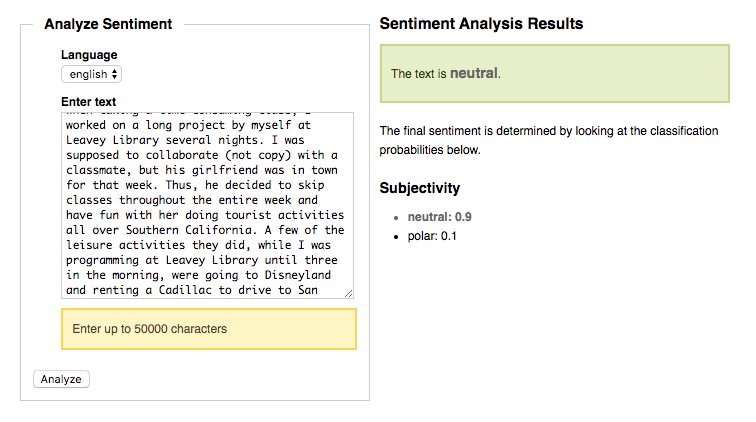 Analyze Sentiment
Language
english
Enter text
worked on a long project by myself at
Leavey Library several nights. I was
supposed to collaborate (not copy) with a
classmate, but his girlfriend was in town
for that week. Thus, he decided to skip
classes throughout the entire week and
have fun with her doing tourist activities
all over Southern California. A few of the
leisure activities they did, while I was
programming at Leavey Library until three
in the morning, were going to Disneyland
and renting a Cadillac to drive to San
Enter up to 50000 characters
Analyze
Sentiment Analysis Results
The text is neutral.
The final sentiment is determined by looking at the classification
probabilities below.
Subjectivity
• neutral: 0.9
• polar: 0.1